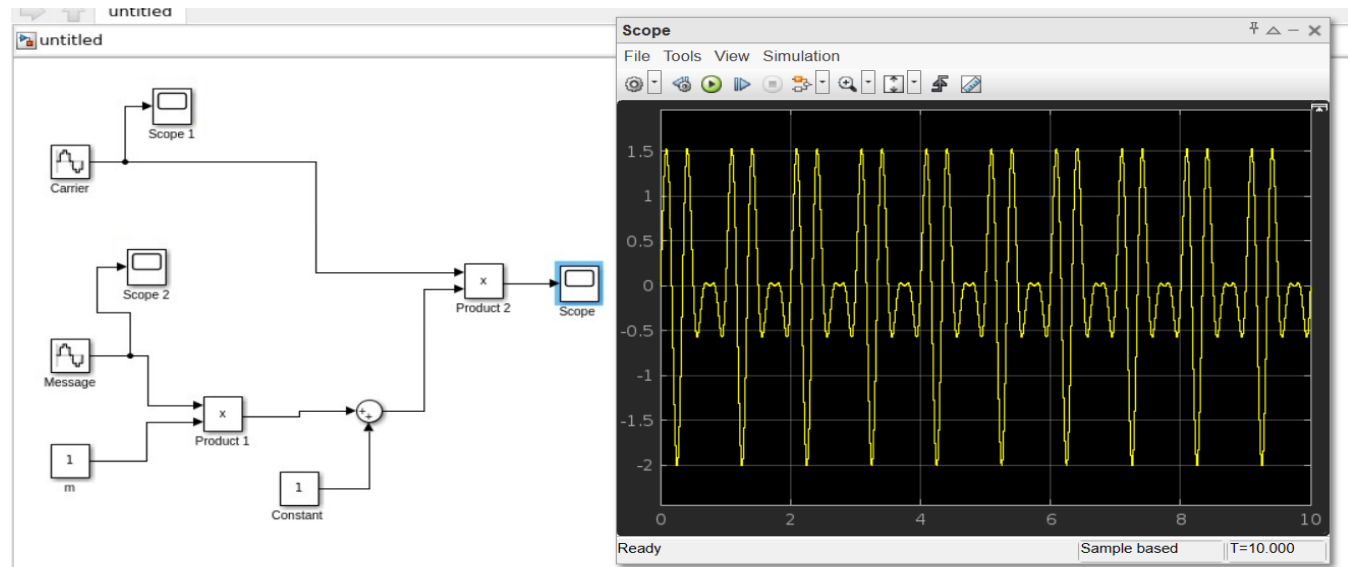 untitled
untitled
Scope 1
Carrier
Scope 2
x
Product 2
Scope
Message
x
Product 1
1
m
1
Constant
+
+
Scope
File Tools View Simulation
1.5
1
0.5
0
-0.5
-1
-1.5
-2
0 2 4 6 8 10
Ready Sample based T=10.000